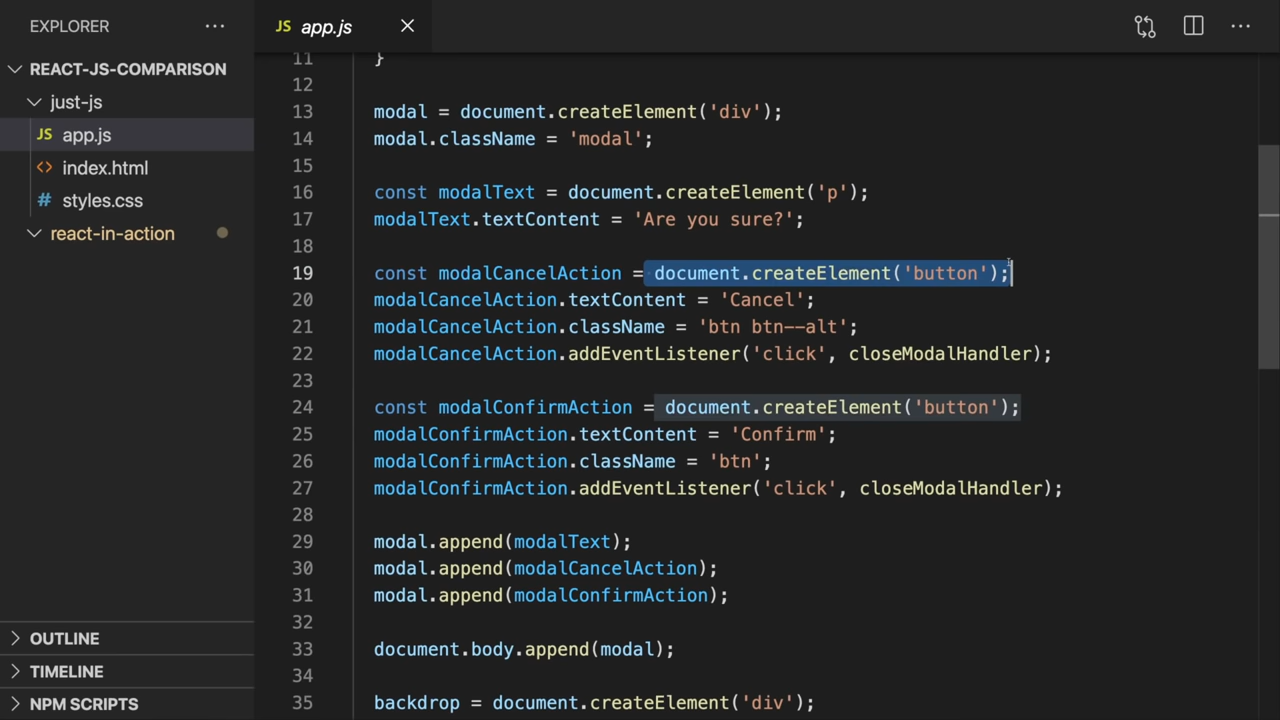 EXPLORER
JS app.js
REACT-JS-COMPARISON
just-js
JS app.js
<> index.html
# styles.css
react-in-action
OUTLINE
TIMELINE
NPM SCRIPTS
11 }
12
13 modal = document.createElement('div');
14 modal.className = 'modal';
15
16 const modalText = document.createElement('p');
17 modalText.textContent = 'Are you sure?';
18
19 const modalCancelAction = document.createElement('button');
20 modalCancelAction.textContent = 'Cancel';
21 modalCancelAction.className = 'btn btn--alt';
22 modalCancelAction.addEventListener('click', closeModalHandler);
23
24 const modalConfirmAction = document.createElement('button');
25 modalConfirmAction.textContent = 'Confirm';
26 modalConfirmAction.className = 'btn';
27 modalConfirmAction.addEventListener('click', closeModalHandler);
28
29 modal.append(modalText);
30 modal.append(modalCancelAction);
31 modal.append(modalConfirmAction);
32
33 document.body.append(modal);
34
35 backdrop = document.createElement('div');